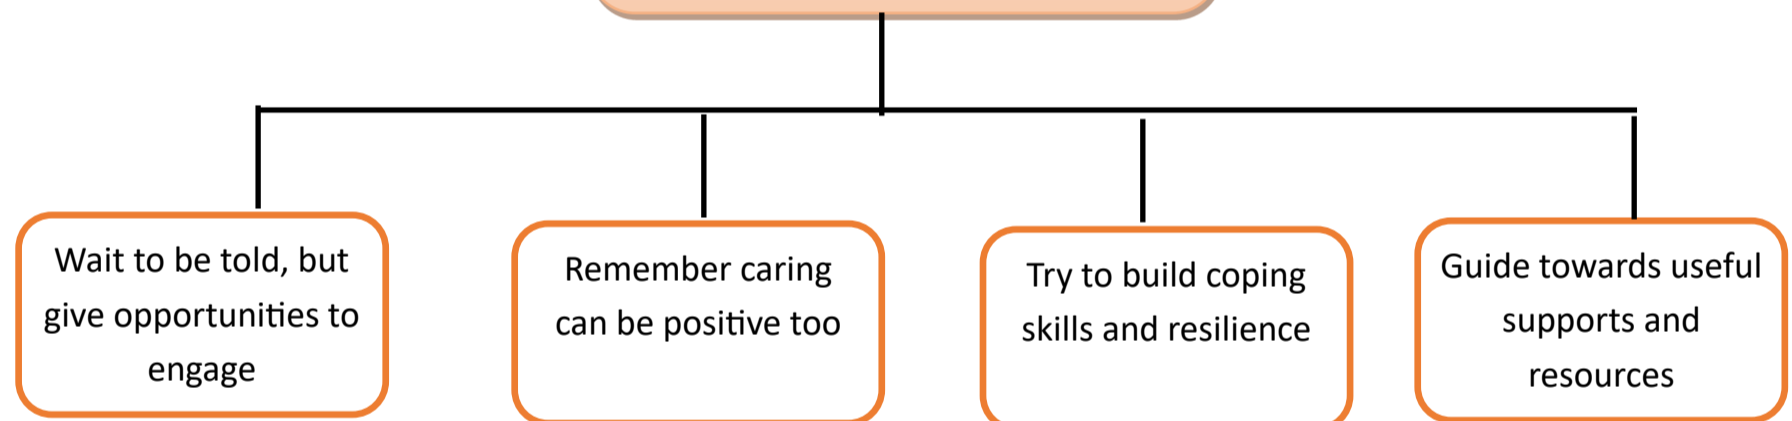 Wait to be told, but
give opportunities to
engage
Remember caring
can be positive too
Try to build coping
skills and resilience
Guide towards useful
supports and
resources